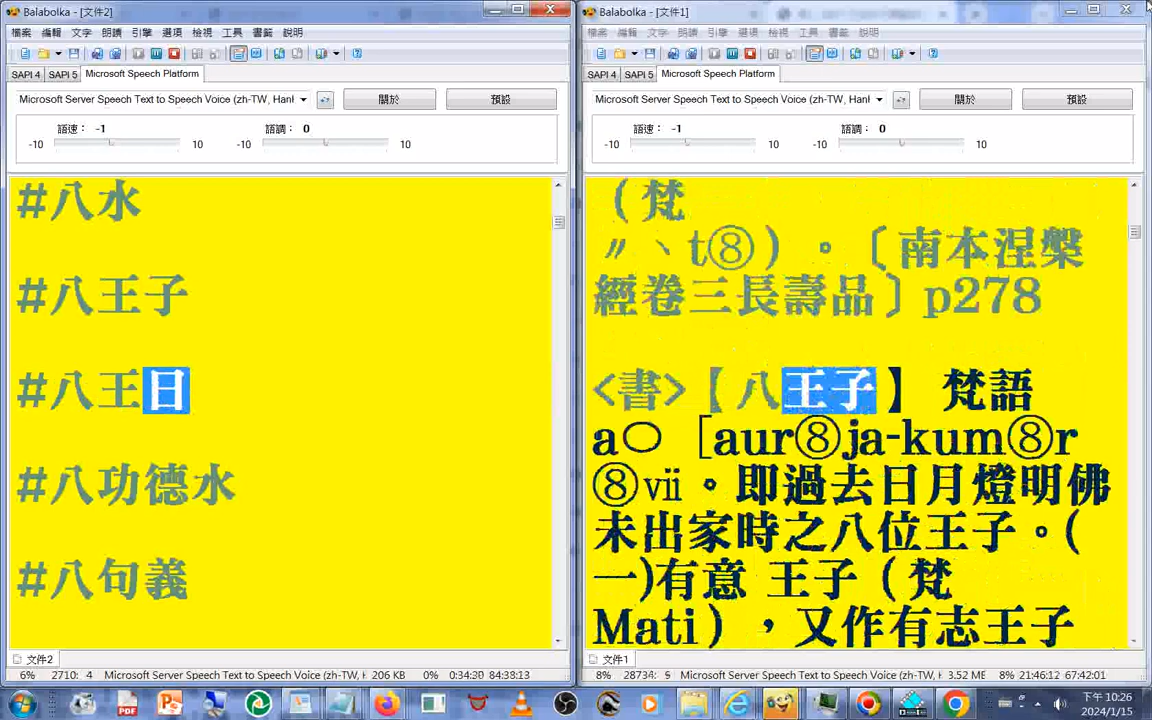 Balabolka - [文件2]
檔案 編輯 文字 朗讀 引擎 選項 檢視 工具 書籤 說明
SAPI 4 SAPI 5 Microsoft Speech Platform
Microsoft Server Speech Text to Speech Voice (zh-TW, Hanl
關於 預設
語速： -1 語調： 0
-10 10 -10 10
#八水
#八王子
#八王日
#八功德水
#八句義
文件2
6% 2710: 4 Microsoft Server Speech Text to Speech Voice (zh-TW, H 206 KB 0% 0:34:20 84:38:13
Balabolka - [文件1]
檔案 編輯 文字 朗讀 引擎 選項 檢視 工具 書籤 說明
SAPI 4 SAPI 5 Microsoft Speech Platform
Microsoft Server Speech Text to Speech Voice (zh-TW, Hanl
關於 預設
語速： -1 語調： 0
-10 10 -10 10
（梵
〃、t⑧）。〔南本涅槃
經卷三長壽品〕p278
<書>【八王子】 梵語
a○［aur⑧ja-kum⑧r
⑧ⅶ。即過去日月燈明佛
未出家時之八位王子。(
一)有意 王子（梵
Mati），又作有志王子
文件1
8% 28734: 5 Microsoft Server Speech Text to Speech Voice (zh-TW, H 3.52 ME 8% 21:46:12 67:42:01
下午 10:26
2024/1/15